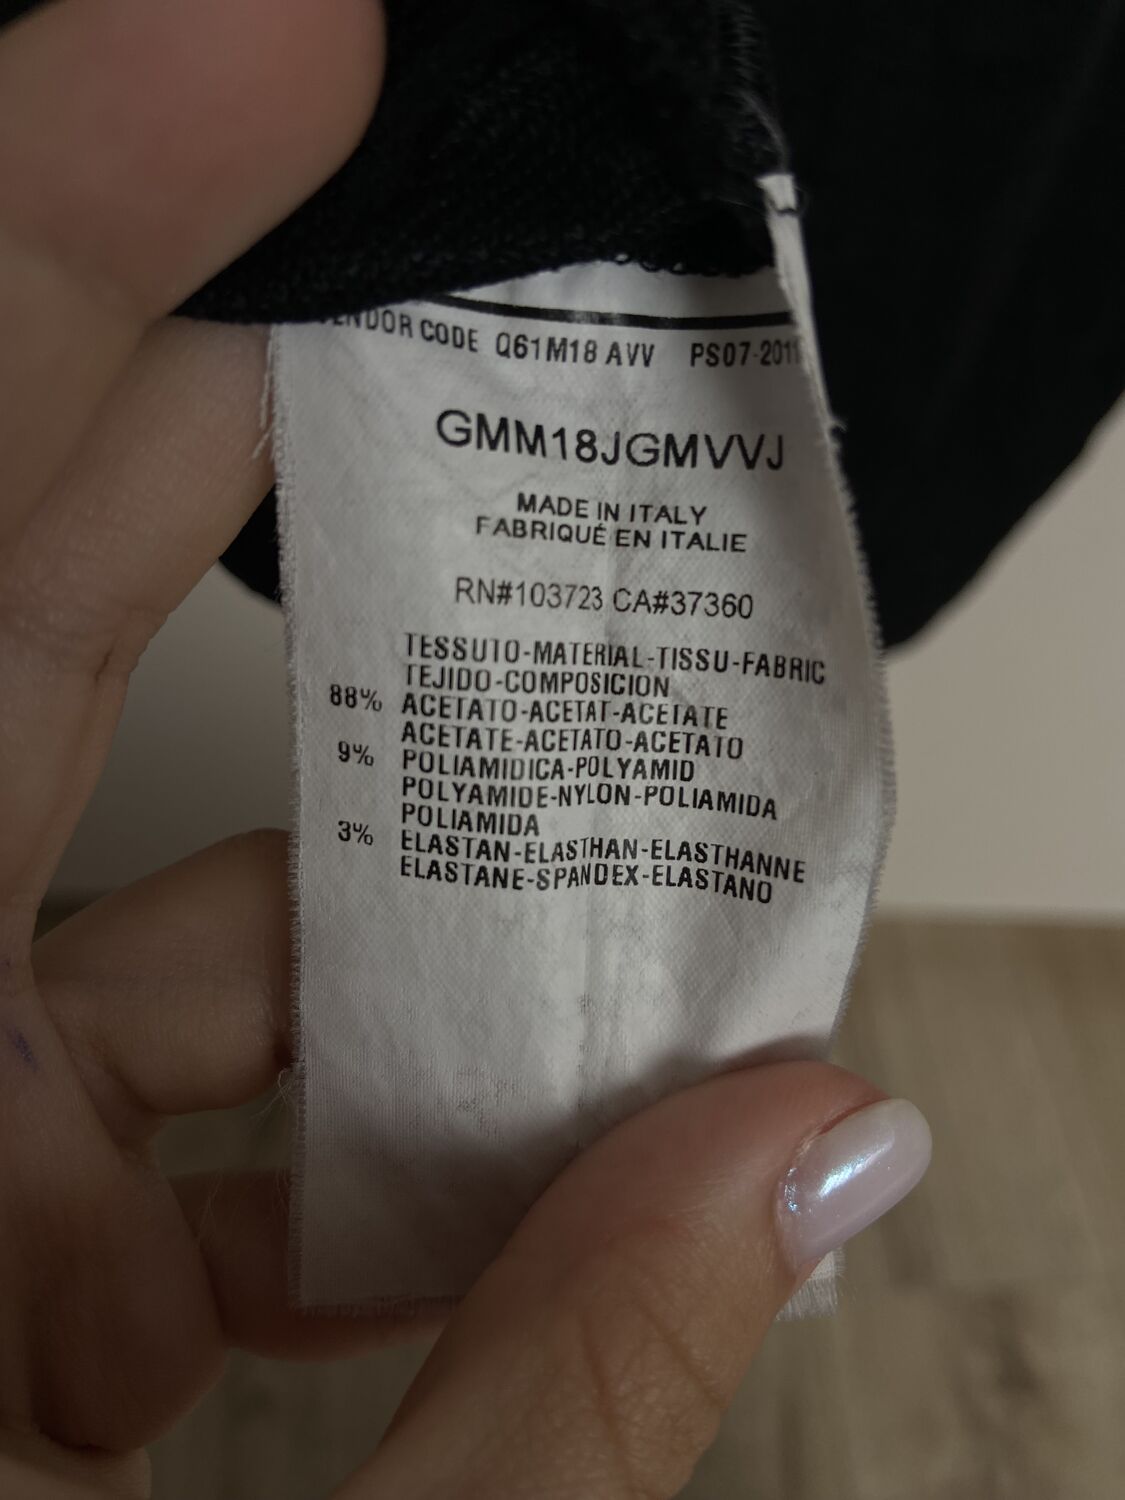 VENDOR CODE Q61M18 AVV PS07-2011
GMM18JGMVVJ
MADE IN ITALY
FABRIQUÉ EN ITALIE
RN#103723 CA#37360
TESSUTO-MATERIAL-TISSU-FABRIC
TEJIDO-COMPOSICION
88% ACETATO-ACETAT-ACETATE
ACETATE-ACETATO-ACETATO
9% POLIAMIDICA-POLYAMID
POLYAMIDE-NYLON-POLIAMIDA
POLIAMIDA
3% ELASTAN-ELASTHAN-ELASTHANNE
ELASTANE-SPANDEX-ELASTANO